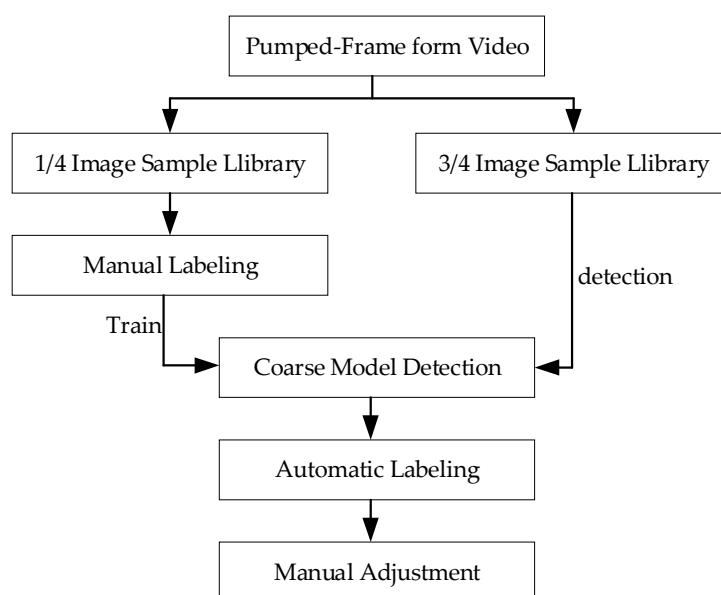 Pumped-Frame form Video
1/4 Image Sample Llibrary
3/4 Image Sample Llibrary
Manual Labeling
detection
Train
Coarse Model Detection
Automatic Labeling
Manual Adjustment